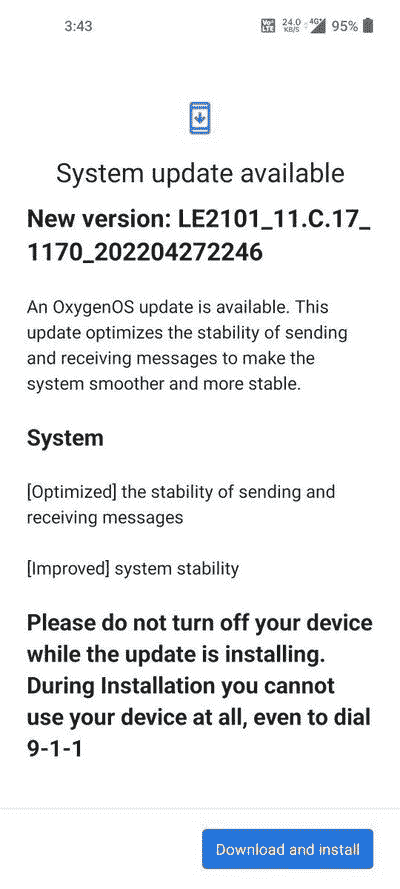 3:43 Vo) LTE 24.0 KB/S 4G+ 95%
System update available
New version: LE2101_11.C.17_
1170_202204272246
An OxygenOS update is available. This
update optimizes the stability of sending
and receiving messages to make the
system smoother and more stable.
System
[Optimized] the stability of sending and
receiving messages
[Improved] system stability
Please do not turn off your device
while the update is installing.
During Installation you cannot
use your device at all, even to dial
9-1-1
Download and install